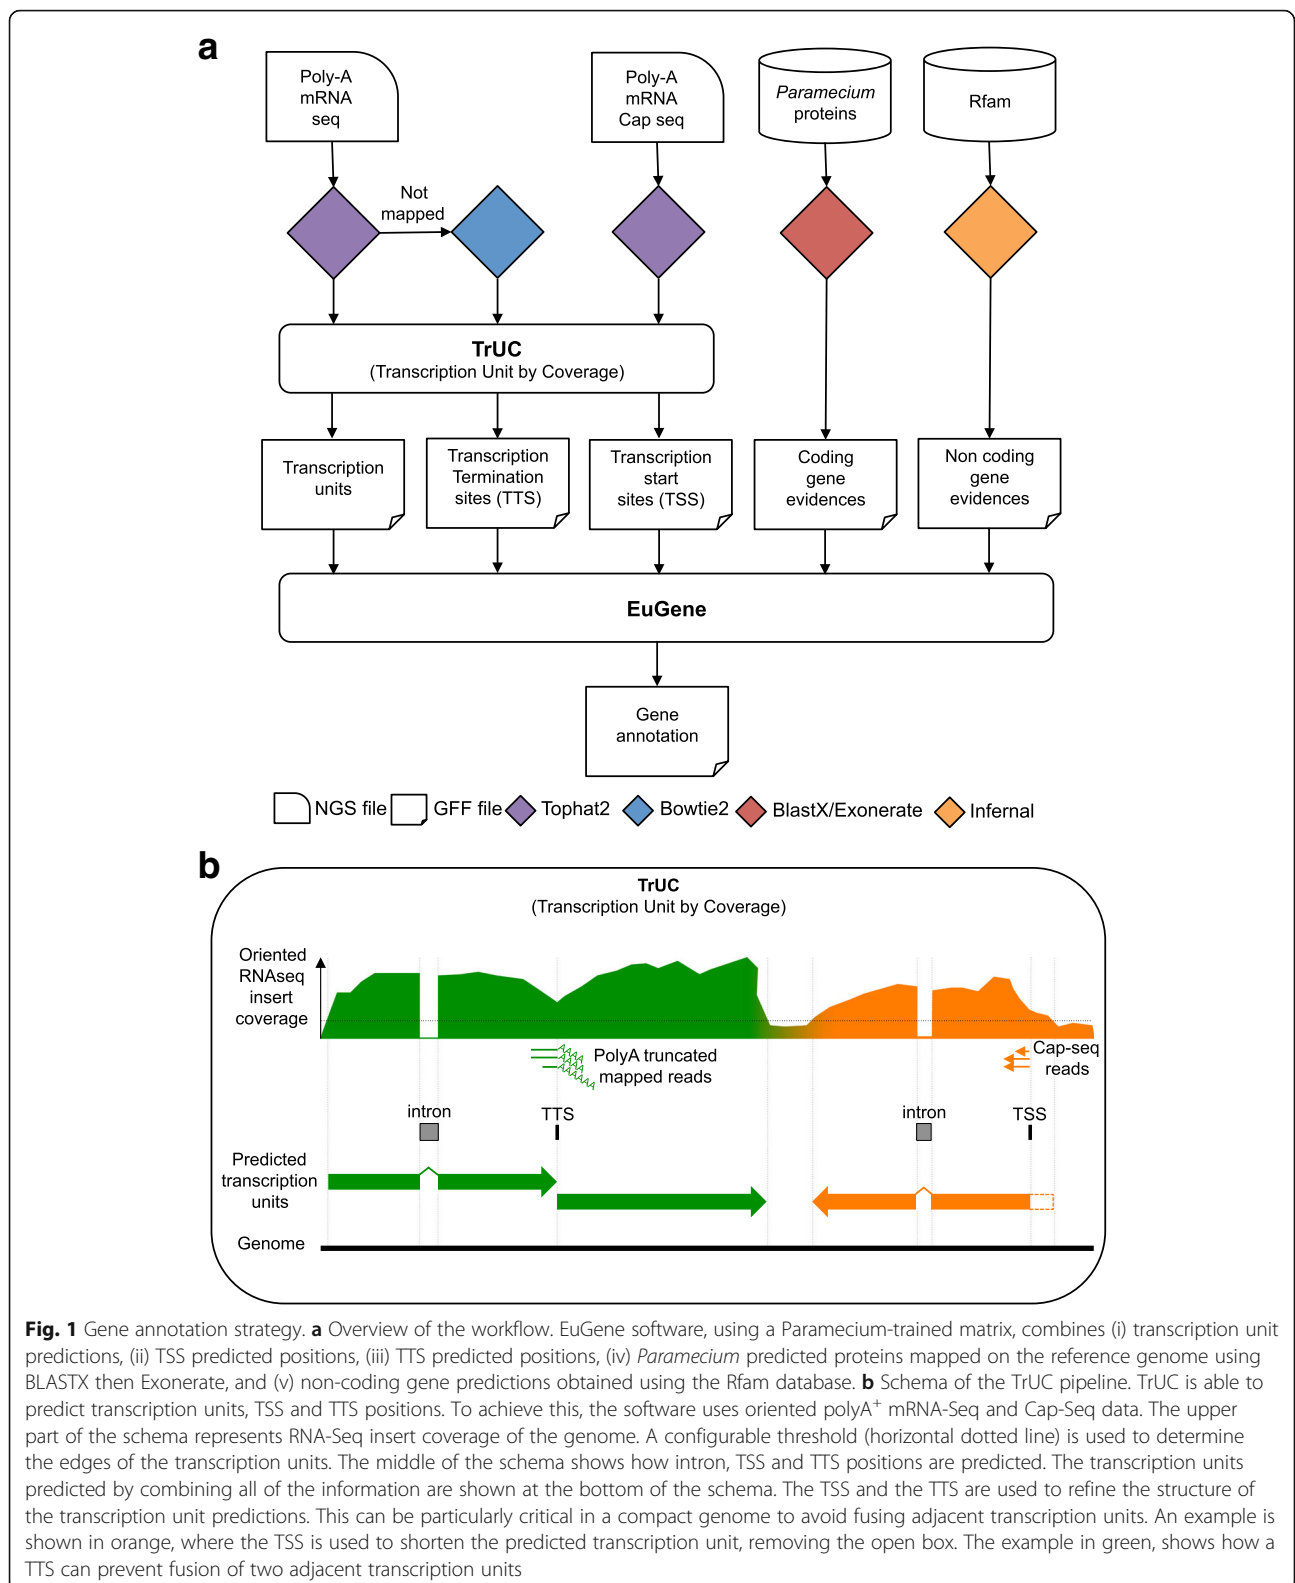 a
Poly-A
mRNA
seq
Poly-A
mRNA
Cap seq
Paramecium
proteins
Rfam
Not
mapped
TrUC
(Transcription Unit by Coverage)
Transcription
units
Transcription
Termination
sites (TTS)
Transcription
start
sites (TSS)
Coding
gene
evidences
Non coding
gene
evidences
EuGene
Gene
annotation
NGS file GFF file Tophat2 Bowtie2 BlastX/Exonerate Infernal
b
TrUC
(Transcription Unit by Coverage)
Oriented
RNAseq
insert
coverage
AAAA
AAAA
AAAAAA
PolyA truncated
mapped reads
Cap-seq
reads
intron TTS intron TSS
Predicted
transcription
units
Genome
Fig. 1 Gene annotation strategy. a Overview of the workflow. EuGene software, using a Paramecium-trained matrix, combines (i) transcription unit
predictions, (ii) TSS predicted positions, (iii) TTS predicted positions, (iv) Paramecium predicted proteins mapped on the reference genome using
BLASTX then Exonerate, and (v) non-coding gene predictions obtained using the Rfam database. b Schema of the TrUC pipeline. TrUC is able to
predict transcription units, TSS and TTS positions. To achieve this, the software uses oriented polyA⁺ mRNA-Seq and Cap-Seq data. The upper
part of the schema represents RNA-Seq insert coverage of the genome. A configurable threshold (horizontal dotted line) is used to determine
the edges of the transcription units. The middle of the schema shows how intron, TSS and TTS positions are predicted. The transcription units
predicted by combining all of the information are shown at the bottom of the schema. The TSS and the TTS are used to refine the structure of
the transcription unit predictions. This can be particularly critical in a compact genome to avoid fusing adjacent transcription units. An example is
shown in orange, where the TSS is used to shorten the predicted transcription unit, removing the open box. The example in green, shows how a
TTS can prevent fusion of two adjacent transcription units